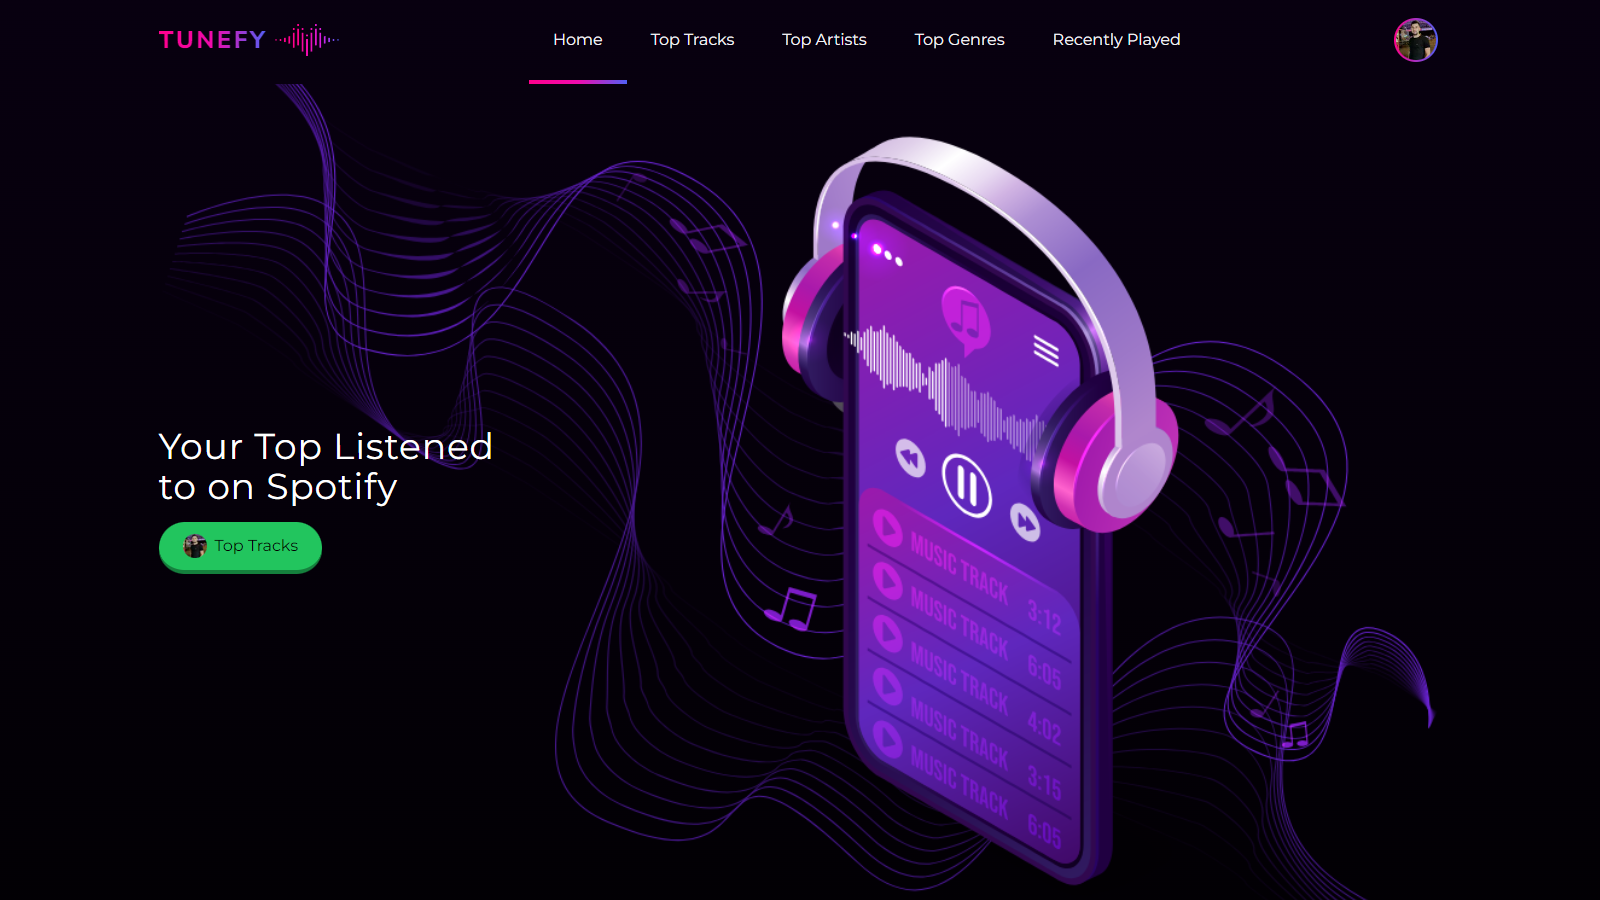 TUNEFY
Home
Top Tracks
Top Artists
Top Genres
Recently Played
Your Top Listened
to on Spotify
Top Tracks
MUSIC TRACK 3:12
MUSIC TRACK 6:05
MUSIC TRACK 4:02
MUSIC TRACK 3:15
MUSIC TRACK 6:05